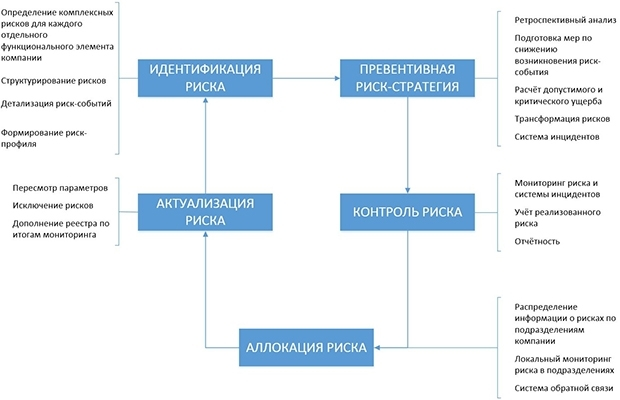 Определение комплексных
рисков для каждого
отдельного
функционального элемента
компании
Структурирование рисков
Детализация риск-событий
Формирование риск-
профиля
ИДЕНТИФИКАЦИЯ
РИСКА
ПРЕВЕНТИВНАЯ
РИСК-СТРАТЕГИЯ
Ретроспективный анализ
Подготовка мер по
снижению
возникновения риск-
события
Расчёт допустимого и
критического ущерба
Трансформация рисков
Система инцидентов
Пересмотр параметров
Исключение рисков
Дополнение реестра по
итогам мониторинга
АКТУАЛИЗАЦИЯ
РИСКА
КОНТРОЛЬ РИСКА
Мониторинг риска и
системы инцидентов
Учёт реализованного
риска
Отчётность
АЛЛОКАЦИЯ РИСКА
Распределение
информации о рисках по
подразделениям
компании
Локальный мониторинг
риска в подразделениях
Система обратной связи